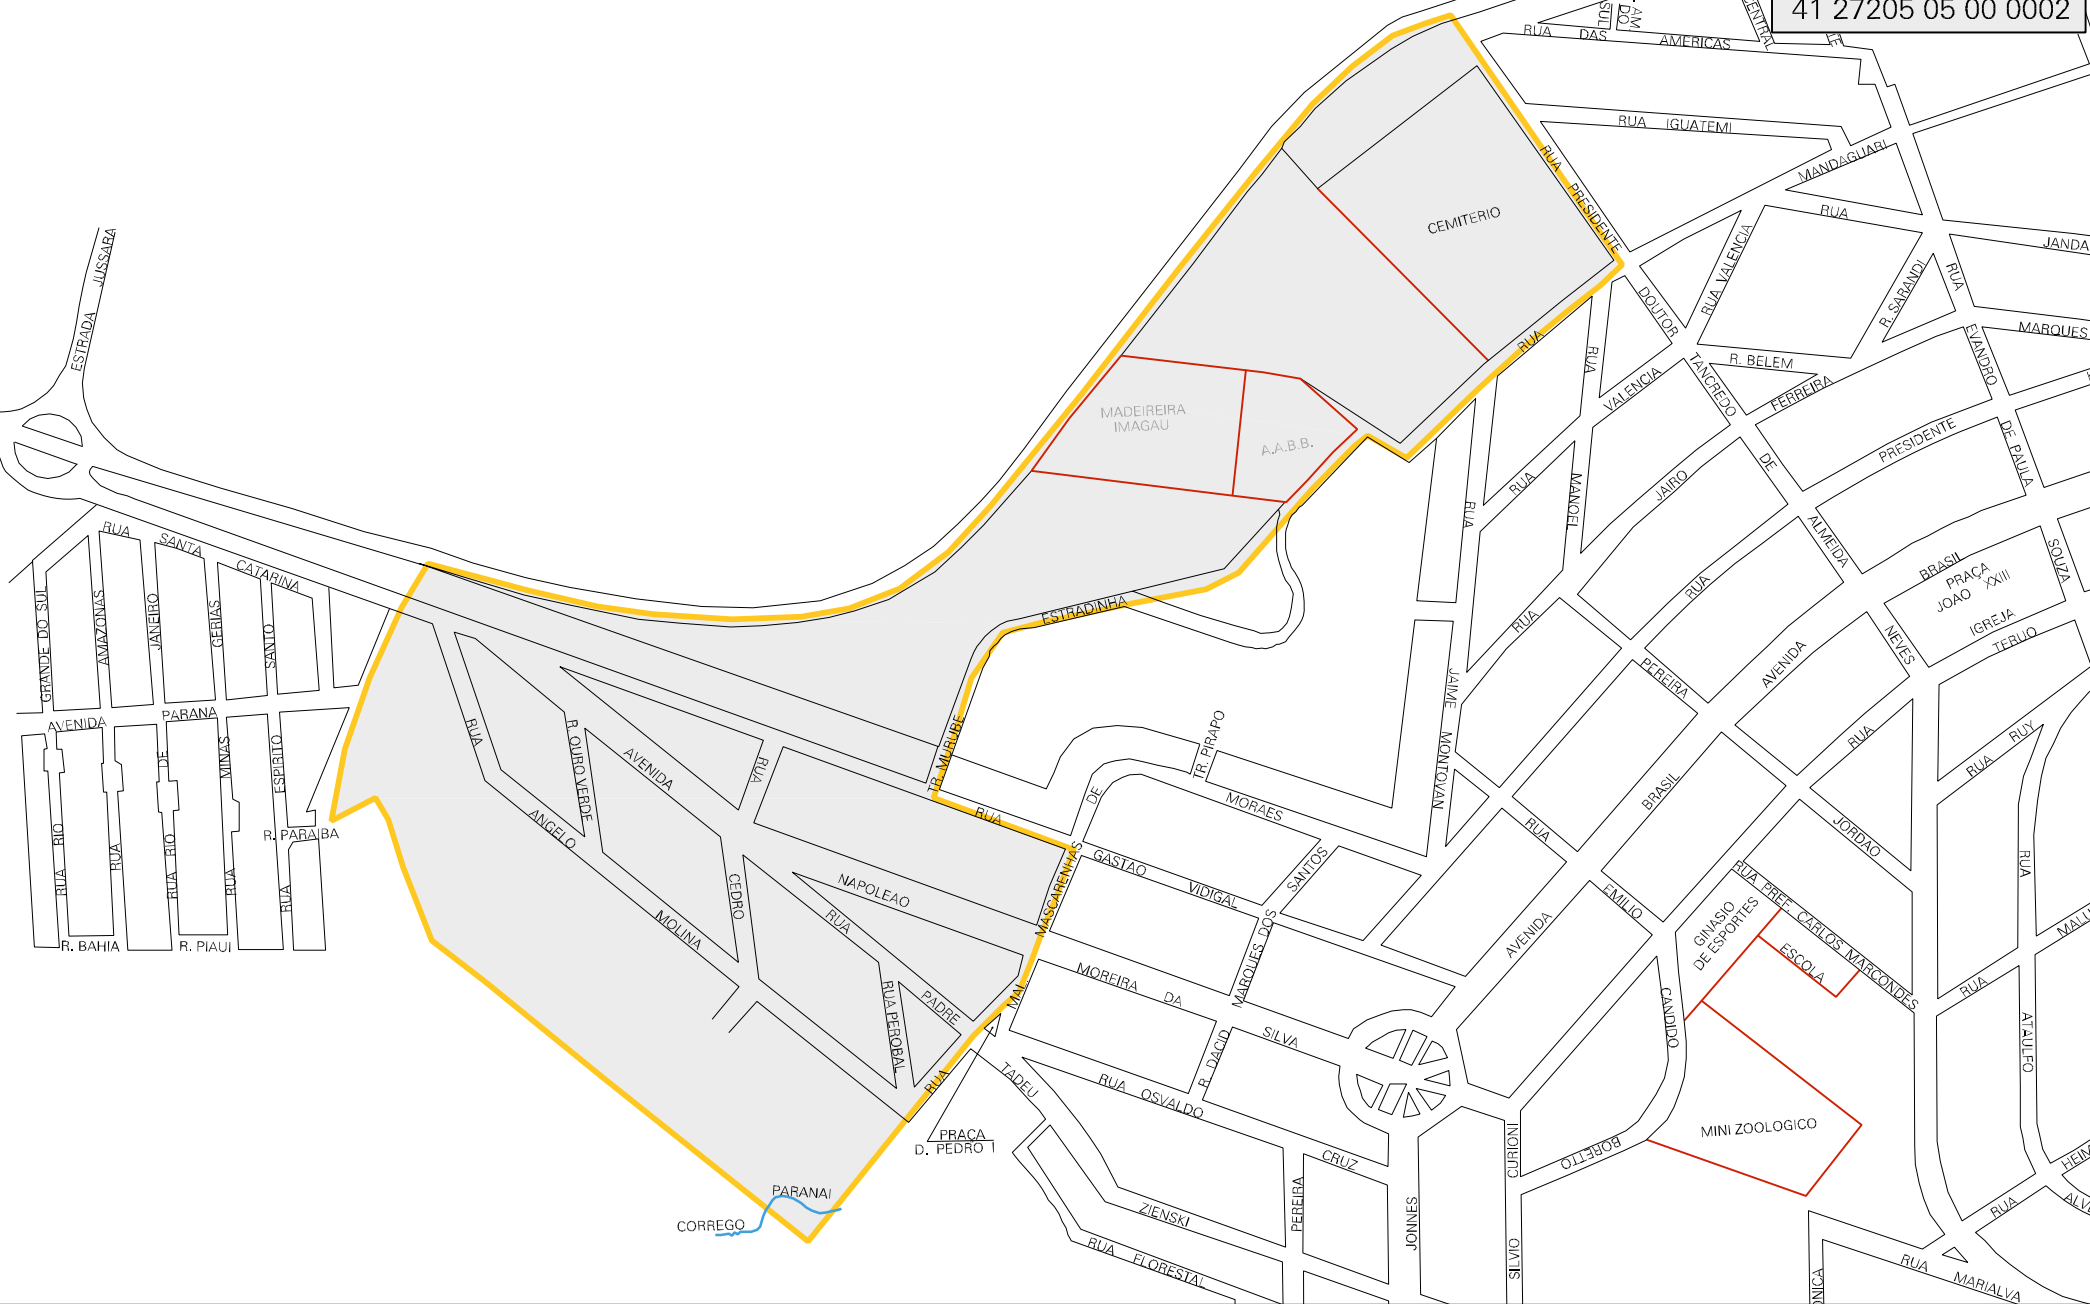 41 27205 05 00 0002
RUA DAS AMERICAS
RUA IGUATEMI
MANDAGUARI
RUA
JANDA
RUA PRESIDENTE
CEMITERIO
DOUTOR
RUA VALENCIA
R. SARANDI
RUA
MARQUES
EVANDRO
R. BELEM
TANCREDO
FERREIRA
VALENCIA
RUA
RUA
MANOEL
RUA
JAIRO
DE
PRESIDENTE
DE PAULA
ESTRADA JUSSARA
MADEIREIRA
IMAGAU
A.A.B.B.
RUA
ALMEIDA
BRASIL
PRAÇA
JOAO XXIII
IGREJA
TERUO
SOUZA
NEVES
RUA
RUA
PEREIRA
AVENIDA
RUA SANTA CATARINA
GRANDE DO SUL
AMAZONAS
JANEIRO
GERIAS
SANTO
AVENIDA PARANA
ESTRADINHA
TR. MURUBE
RUA
R. OURO VERDE
AVENIDA
RUA
ANGELO
MOLINA
CEDRO
NAPOLEAO
RUA
PADRE
RUA PEROBAL
RUA
MAL.
MASCARENHAS
DE
MORAES
TR. PIRAPO
JAIME
MONTOVAN
RUA
GASTAO
VIDIGAL
SANTOS
MARQUES DOS
MOREIRA DA SILVA
R. DACID
RUA OSVALDO CRUZ
TADEU
ZIENSKI
RUA FLORESTAL
PEREIRA
JONNES
SILVIO
CURIONI
PRAÇA
D. PEDRO I
PARANAI
CORREGO
DE
MINAS
ESPIRITO
R. PARAIBA
RUA RIO
RUA
RUA RIO
RUA
RUA
R. BAHIA
R. PIAUI
BRASIL
RUA
EMILIO
AVENIDA
RUA
RUA RUY
JORDAO
RUA
RUA PREF. CARLOS MARCONDES
GINASIO
DE ESPORTES
ESCOLA
CANDIDO
BORETTO
MINI ZOOLOGICO
RUA
ATAULFO
RUA
RUA MARIALVA